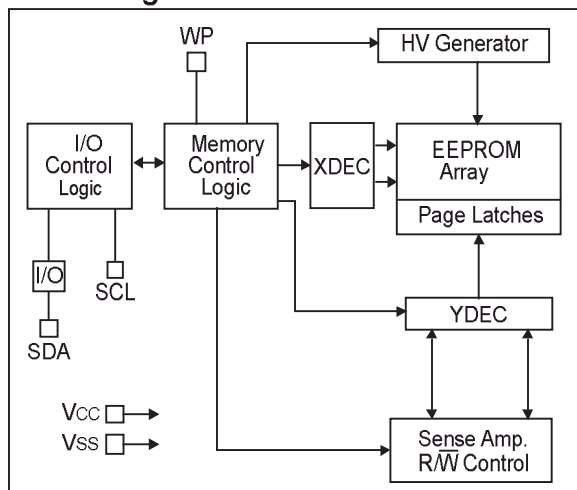 WP
HV Generator
I/O
Control
Logic
Memory
Control
Logic
XDEC
EEPROM
Array
Page Latches
I/O
SCL
SDA
YDEC
VCC
VSS
Sense Amp.
R/W̅ Control